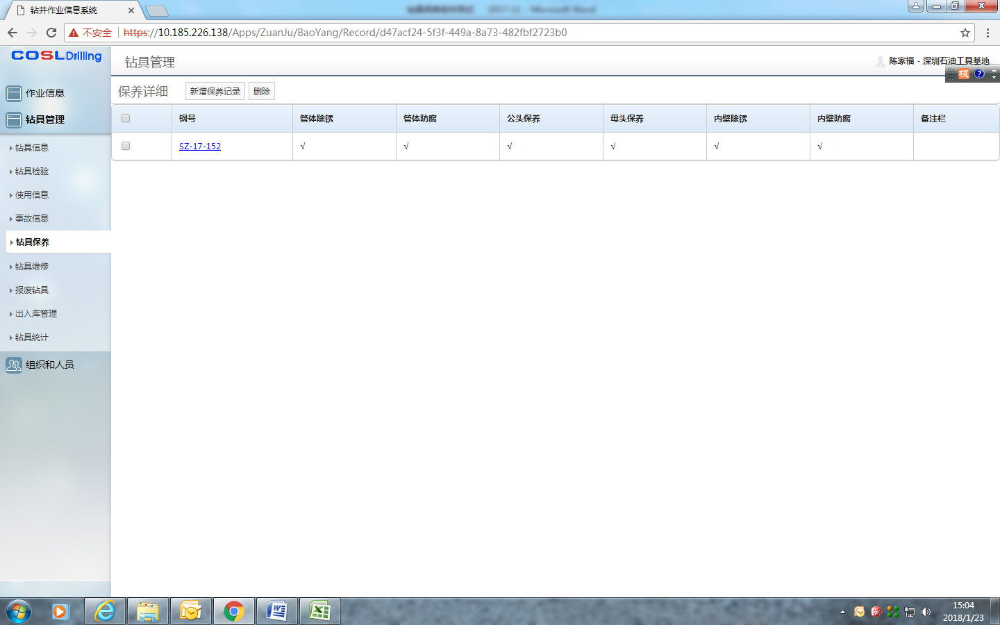 钻井作业信息系统
不安全 https://10.185.226.138/Apps/ZuanJu/BaoYang/Record/d47acf24-5f3f-449a-8a73-482fbf2723b0
COSL Drilling
钻具管理
陈家福 - 深圳石油工具基地
极
作业信息
钻具管理
钻具信息
钻具检验
使用信息
事故信息
钻具保养
钻具维修
报废钻具
出入库管理
钻具统计
组织和人员
保养详细 新增保养记录 删除
钢号 管体除锈 管体防腐 公头保养 母头保养 内壁除锈 内壁防腐 备注栏
SZ-17-152 √ √ √ √ √ √
15:04
2018/1/23